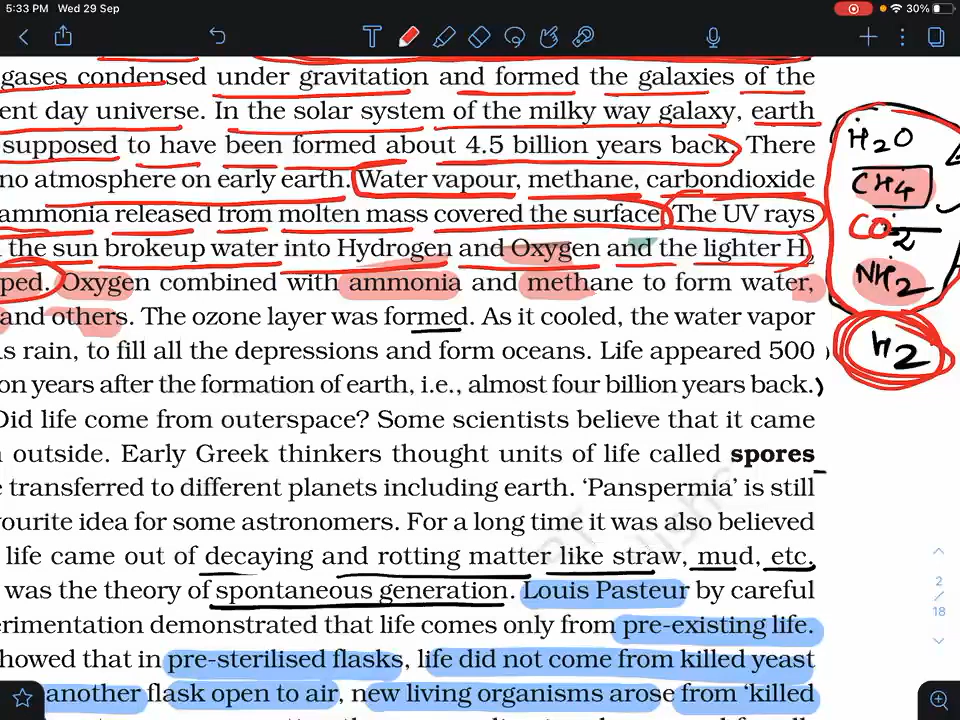 5:33 PM Wed 29 Sep
30%
gases condensed under gravitation and formed the galaxies of the
ent day universe. In the solar system of the milky way galaxy, earth
supposed to have been formed about 4.5 billion years back. There
no atmosphere on early earth. Water vapour, methane, carbondioxide
ammonia released from molten mass covered the surface. The UV rays
the sun brokeup water into Hydrogen and Oxygen and the lighter H2
ped. Oxygen combined with ammonia and methane to form water,
and others. The ozone layer was formed. As it cooled, the water vapor
s rain, to fill all the depressions and form oceans. Life appeared 500
on years after the formation of earth, i.e., almost four billion years back.
Did life come from outerspace? Some scientists believe that it came
outside. Early Greek thinkers thought units of life called spores
e transferred to different planets including earth. ‘Panspermia’ is still
vourite idea for some astronomers. For a long time it was also believed
life came out of decaying and rotting matter like straw, mud, etc.
was the theory of spontaneous generation. Louis Pasteur by careful
erimentation demonstrated that life comes only from pre-existing life.
howed that in pre-sterilised flasks, life did not come from killed yeast
another flask open to air, new living organisms arose from ‘killed
H2O
CH4
CO2
NH2
H2
2
/
18